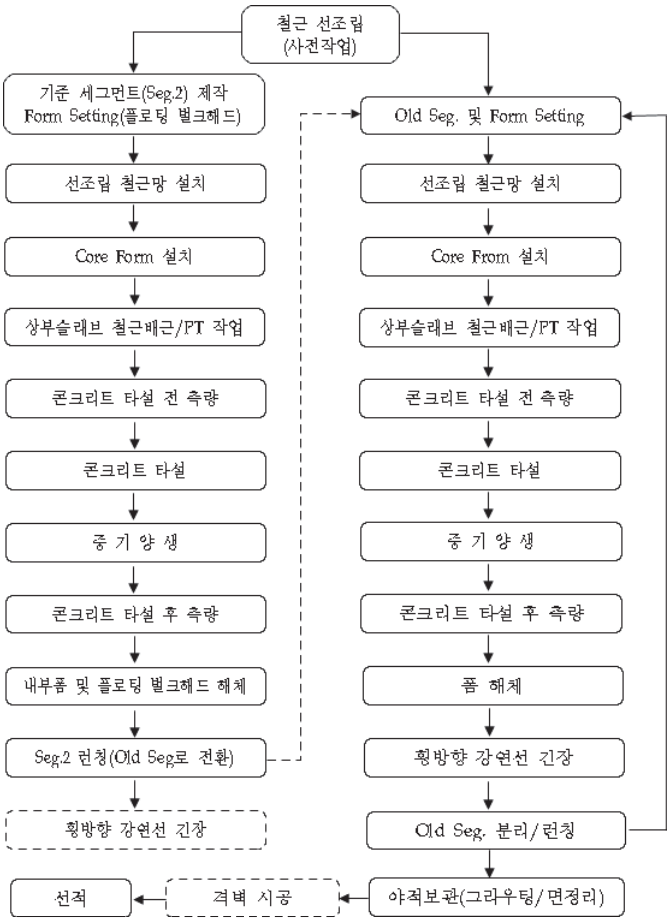 철근 선조립
(사전작업)
기준 세그먼트(Seg.2) 제작
Form Setting(플로팅 벌크헤드)
선조립 철근망 설치
Core Form 설치
상부슬래브 철근배근/PT 작업
콘크리트 타설 전 측량
콘크리트 타설
증 기 양 생
콘크리트 타설 후 측량
내부폼 및 플로팅 벌크헤드 해체
Seg.2 런칭(Old Seg로 전환)
횡방향 강연선 긴장
Old Seg. 및 Form Setting
선조립 철근망 설치
Core From 설치
상부슬래브 철근배근/PT 작업
콘크리트 타설 전 측량
콘크리트 타설
증 기 양 생
콘크리트 타설 후 측량
폼 해체
횡방향 강연선 긴장
Old Seg. 분리/런칭
야적보관(그라우팅/면정리)
격벽 시공
선적